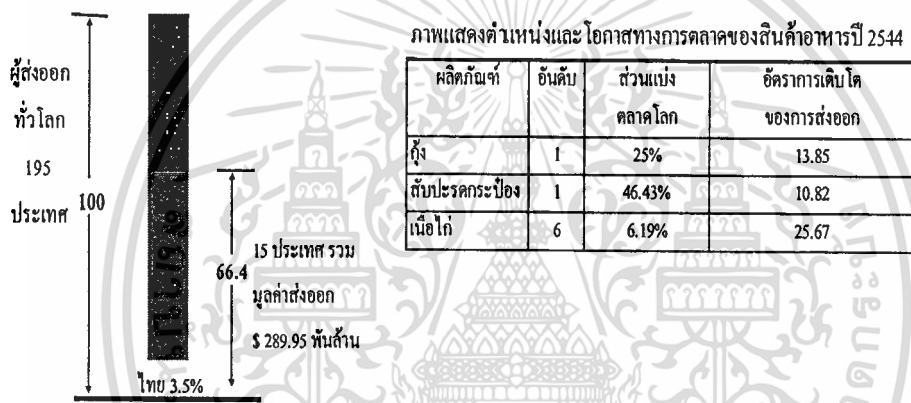 ภาพแสดงตำแหน่งและโอกาสทางการตลาดของสินค้าอาหารปี 2544
ผู้ส่งออก
ทั่วโลก
195
ประเทศ
100
66.4
15 ประเทศ รวม
มูลค่าส่งออก
$ 289.95 พันล้าน
ไทย 3.5%
ผลิตภัณฑ์ อันดับ ส่วนแบ่ง อัตราการเติบโต
ตลาดโลก ของการส่งออก
กุ้ง 1 25% 13.85
สับปะรดกระป๋อง 1 46.43% 10.82
เนื้อไก่ 6 6.19% 25.67